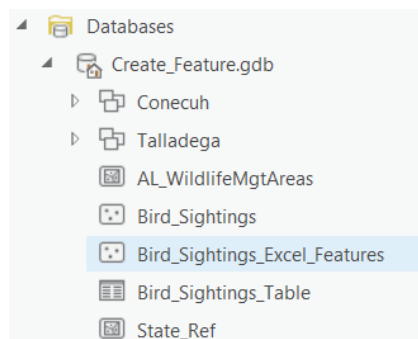 Databases
Create_Feature.gdb
Conecuh
Talladega
AL_WildlifeMgtAreas
Bird_Sightings
Bird_Sightings_Excel_Features
Bird_Sightings_Table
State_Ref